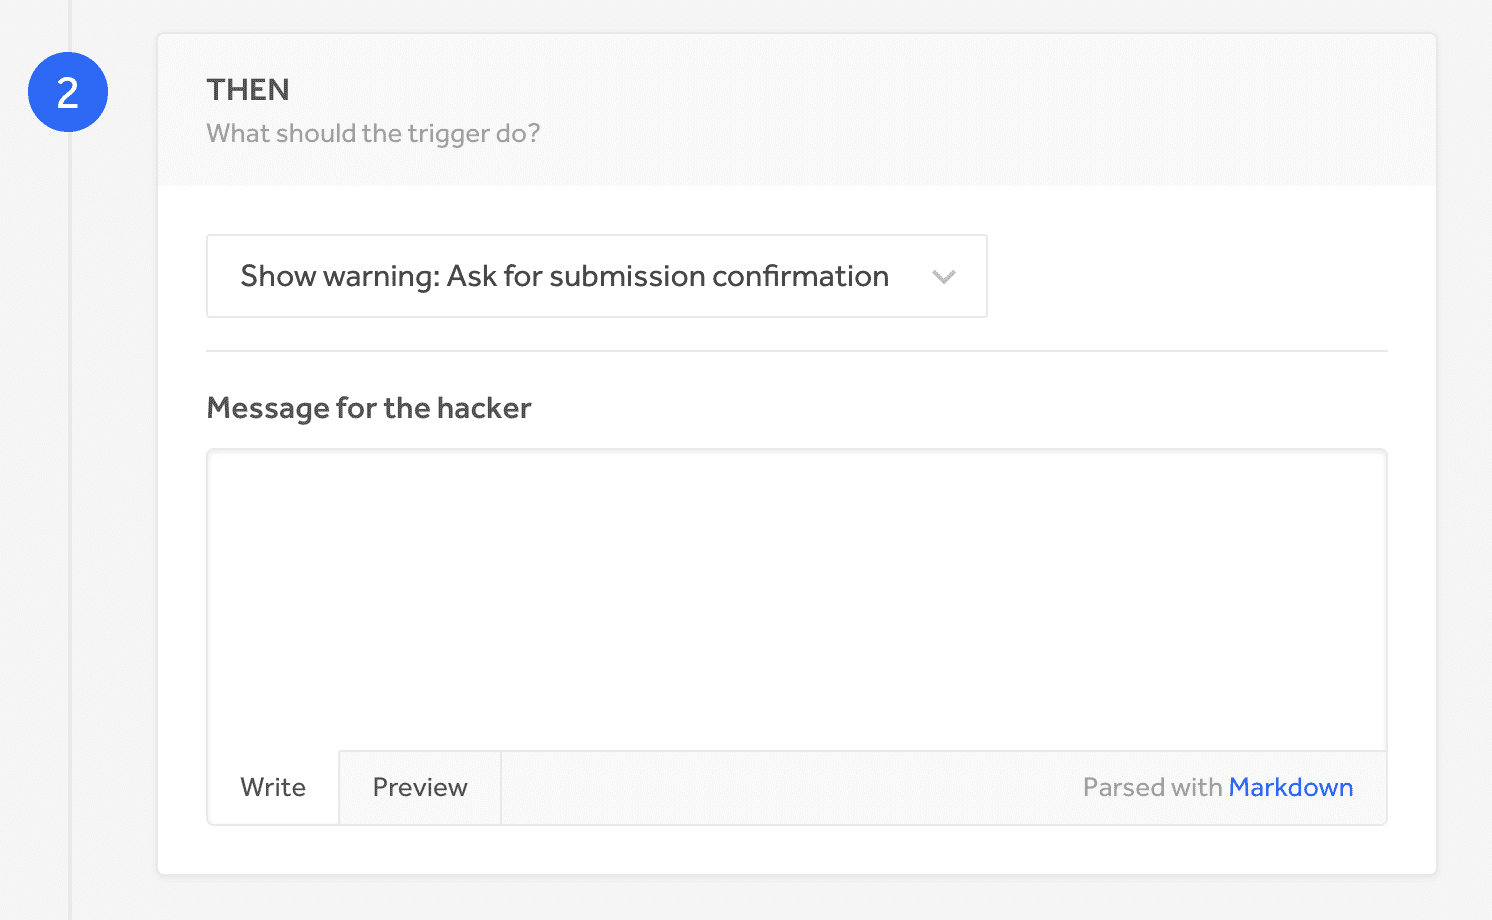 2
THEN
What should the trigger do?
Show warning: Ask for submission confirmation
Message for the hacker
Write
Preview
Parsed with Markdown